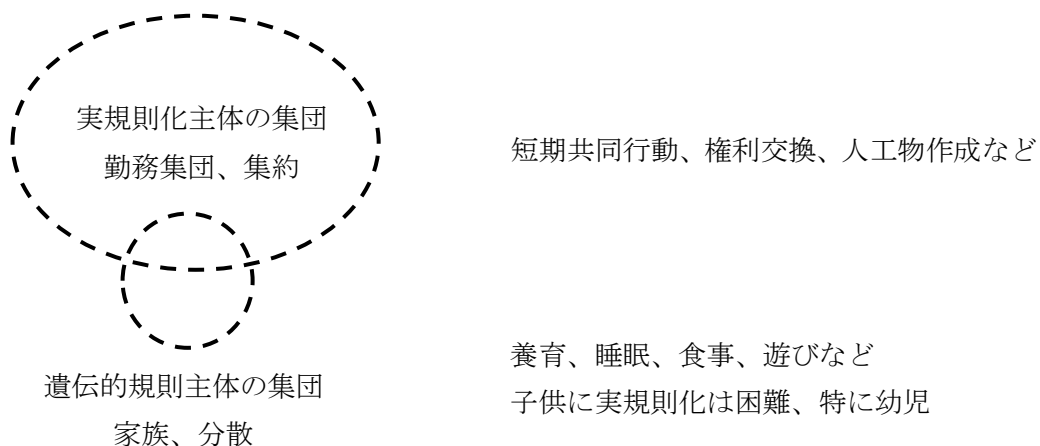 実規則化主体の集団
勤務集団、集約
短期共同行動、権利交換、人工物作成など
遺伝的規則主体の集団
家族、分散
養育、睡眠、食事、遊びなど
子供に実規則化は困難、特に幼児